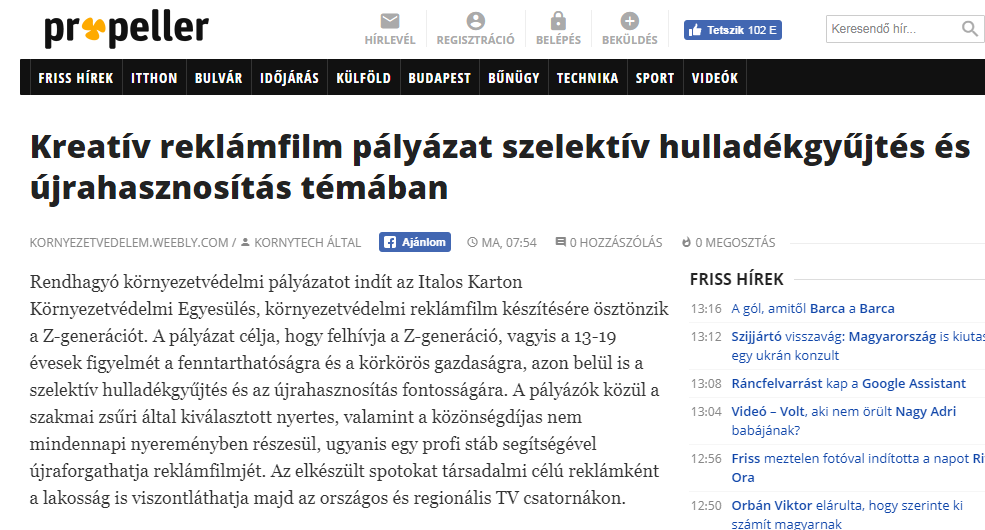 propeller
HÍRLEVÉL
REGISZTRÁCIÓ
BELÉPÉS
BEKÜLDÉS
Tetszik 102 E
Keresendő hír...
FRISS HÍREK
ITTHON
BULVÁR
IDŐJÁRÁS
KÜLFÖLD
BUDAPEST
BŰNÜGY
TECHNIKA
SPORT
VIDEÓK
Kreatív reklámfilm pályázat szelektív hulladékgyűjtés és
újrahasznosítás témában
KORNYEZETVEDELEM.WEEBLY.COM / KORNYTECH ÁLTAL
Ajánlom
MA, 07:54
0 HOZZÁSZÓLÁS
0 MEGOSZTÁS
Rendhagyó környezetvédelmi pályázatot indít az Italos Karton
Környezetvédelmi Egyesülés, környezetvédelmi reklámfilm készítésére ösztönzik
a Z-generációt. A pályázat célja, hogy felhívja a Z-generáció, vagyis a 13-19
évesek figyelmét a fenntarthatóságra és a körkörös gazdaságra, azon belül is a
szelektív hulladékgyűjtés és az újrahasznosítás fontosságára. A pályázók közül a
szakmai zsűri által kiválasztott nyertes, valamint a közönségdíjas nem
mindennapi nyereményben részesül, ugyanis egy profi stáb segítségével
újraforgathatja reklámfilmjét. Az elkészült spotokat társadalmi célú reklámként
a lakosság is viszontláthatja majd az országos és regionális TV csatornákon.
FRISS HÍREK
13:16 A gól, amitől Barca a Barca
13:12 Szijjártó visszavág: Magyarország is kiutas
egy ukrán konzult
13:08 Ráncfelvarrást kap a Google Assistant
13:04 Videó – Volt, aki nem örült Nagy Adri
babájának?
12:56 Friss meztelen fotóval indította a napot Rit
Ora
12:50 Orbán Viktor elárulta, hogy szerinte ki
számít magyarnak